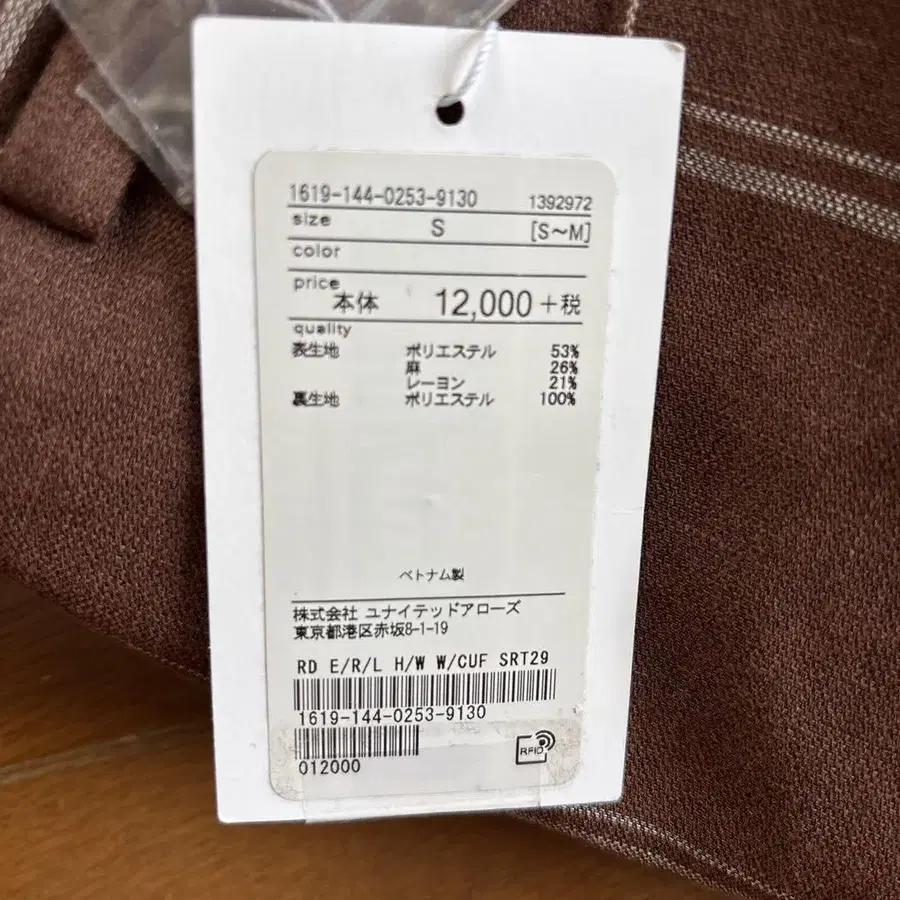 1619-144-0253-9130 1392972
size S [S~M]
color
price 本体 12,000+税
quality
表生地 ポリエステル 53%
麻 26%
レーヨン 21%
裏生地 ポリエステル 100%
ベトナム製
株式会社 ユナイテッドアローズ
東京都港区赤坂8-1-19
RD E/R/L H/W W/CUF SRT29
1619-144-0253-9130
012000
RFID